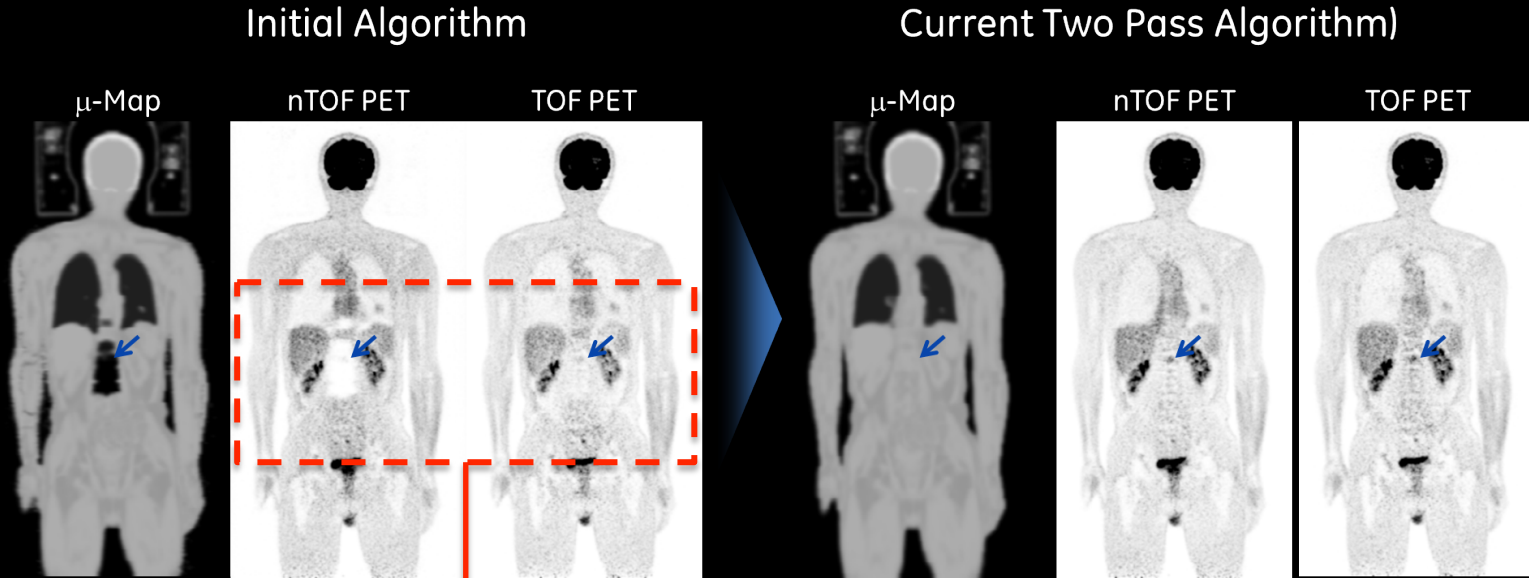 Initial Algorithm
Current Two Pass Algorithm)
μ-Map
nTOF PET
TOF PET
μ-Map
nTOF PET
TOF PET